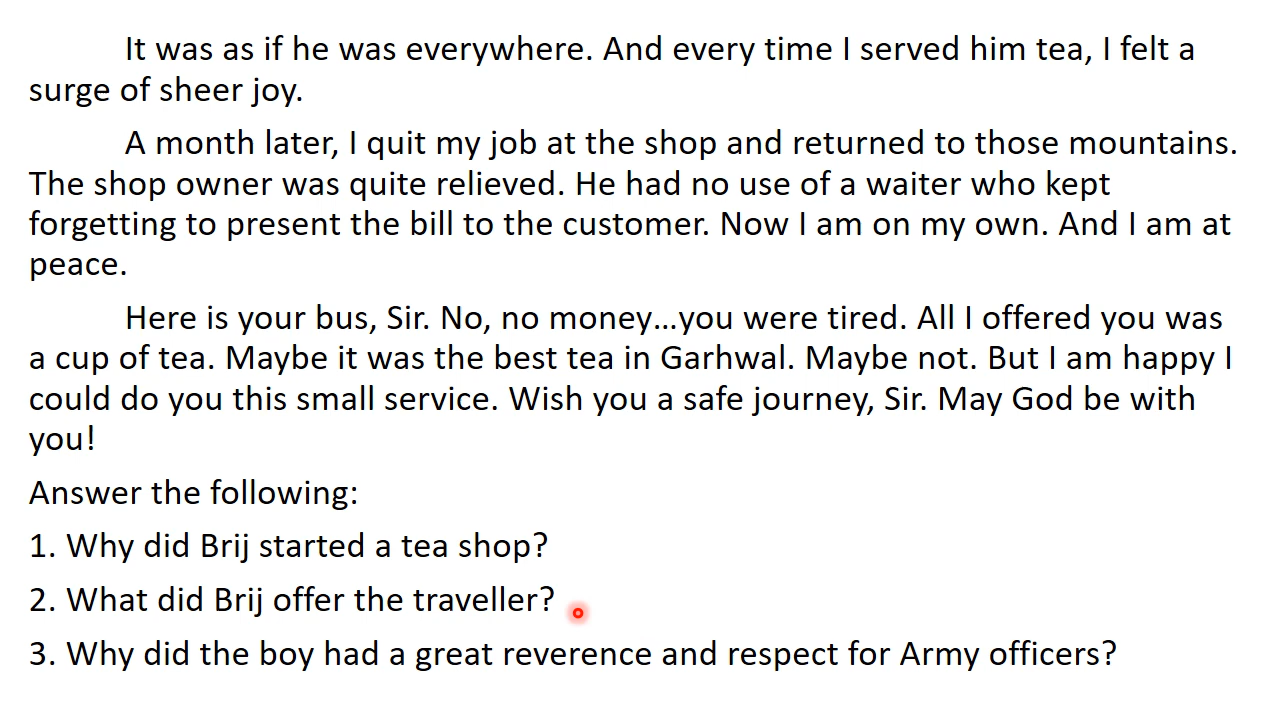 It was as if he was everywhere. And every time I served him tea, I felt a
surge of sheer joy.
A month later, I quit my job at the shop and returned to those mountains.
The shop owner was quite relieved. He had no use of a waiter who kept
forgetting to present the bill to the customer. Now I am on my own. And I am at
peace.
Here is your bus, Sir. No, no money…you were tired. All I offered you was
a cup of tea. Maybe it was the best tea in Garhwal. Maybe not. But I am happy I
could do you this small service. Wish you a safe journey, Sir. May God be with
you!
Answer the following:
1. Why did Brij started a tea shop?
2. What did Brij offer the traveller?
3. Why did the boy had a great reverence and respect for Army officers?